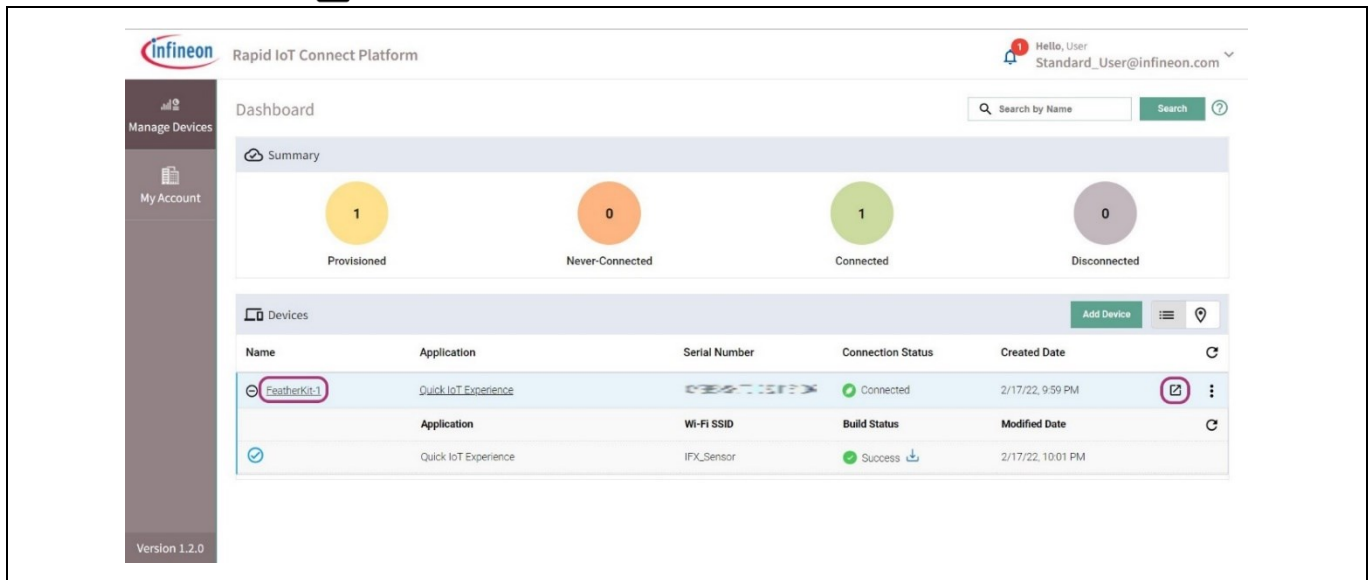 infineon Rapid IoT Connect Platform
1 Hello, User
Standard_User@infineon.com
Manage Devices
My Account
Version 1.2.0
Dashboard
Search by Name Search ?
Summary
1 0 1 0
Provisioned Never-Connected Connected Disconnected
Devices Add Device
Name Application Serial Number Connection Status Created Date
FeatherKit-1 Quick IoT Experience Connected 2/17/22, 9:59 PM
Application Wi-Fi SSID Build Status Modified Date
Quick IoT Experience IFX_Sensor Success 2/17/22, 10:01 PM